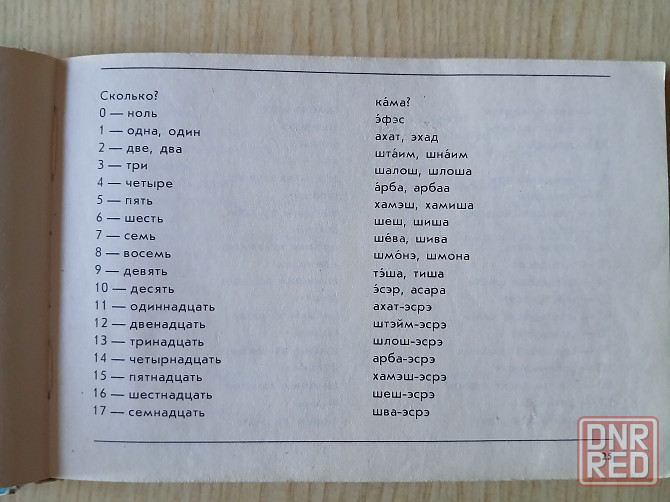 Сколько?
0 — ноль
1 — одна, один
2 — две, два
3 — три
4 — четыре
5 — пять
6 — шесть
7 — семь
8 — восемь
9 — девять
10 — десять
11 — одиннадцать
12 — двенадцать
13 — тринадцать
14 — четырнадцать
15 — пятнадцать
16 — шестнадцать
17 — семнадцать
ка́ма?
э́фэс
ахат, эхад
шта́им, шна́им
шалош, шлоша
а́рба, арбаа
хамэш, хамиша
шеш, шиша
ше́ва, шива
шмо́нэ, шмона
тэ́ша, тиша
э́сэр, асара
ахат-эсрэ
штэйм-эсрэ
шлош-эсрэ
арба-эсрэ
хамэш-эсрэ
шеш-эсрэ
шва-эсрэ
25
DNR
RED